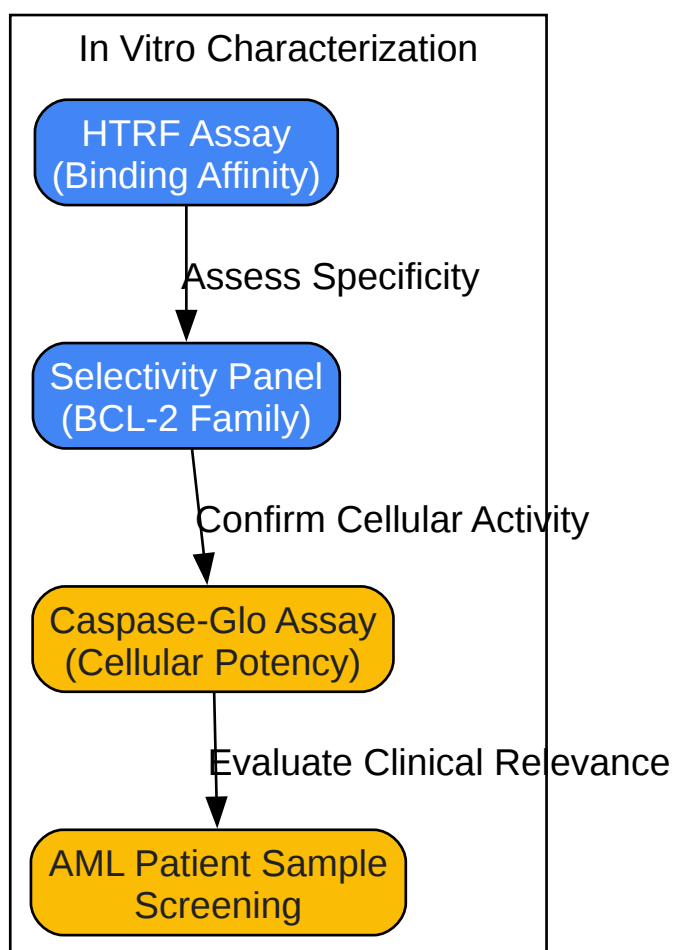 In Vitro Characterization
HTRF Assay
(Binding Affinity)
Assess Specificity
Selectivity Panel
(BCL-2 Family)
Confirm Cellular Activity
Caspase-Glo Assay
(Cellular Potency)
Evaluate Clinical Relevance
AML Patient Sample
Screening